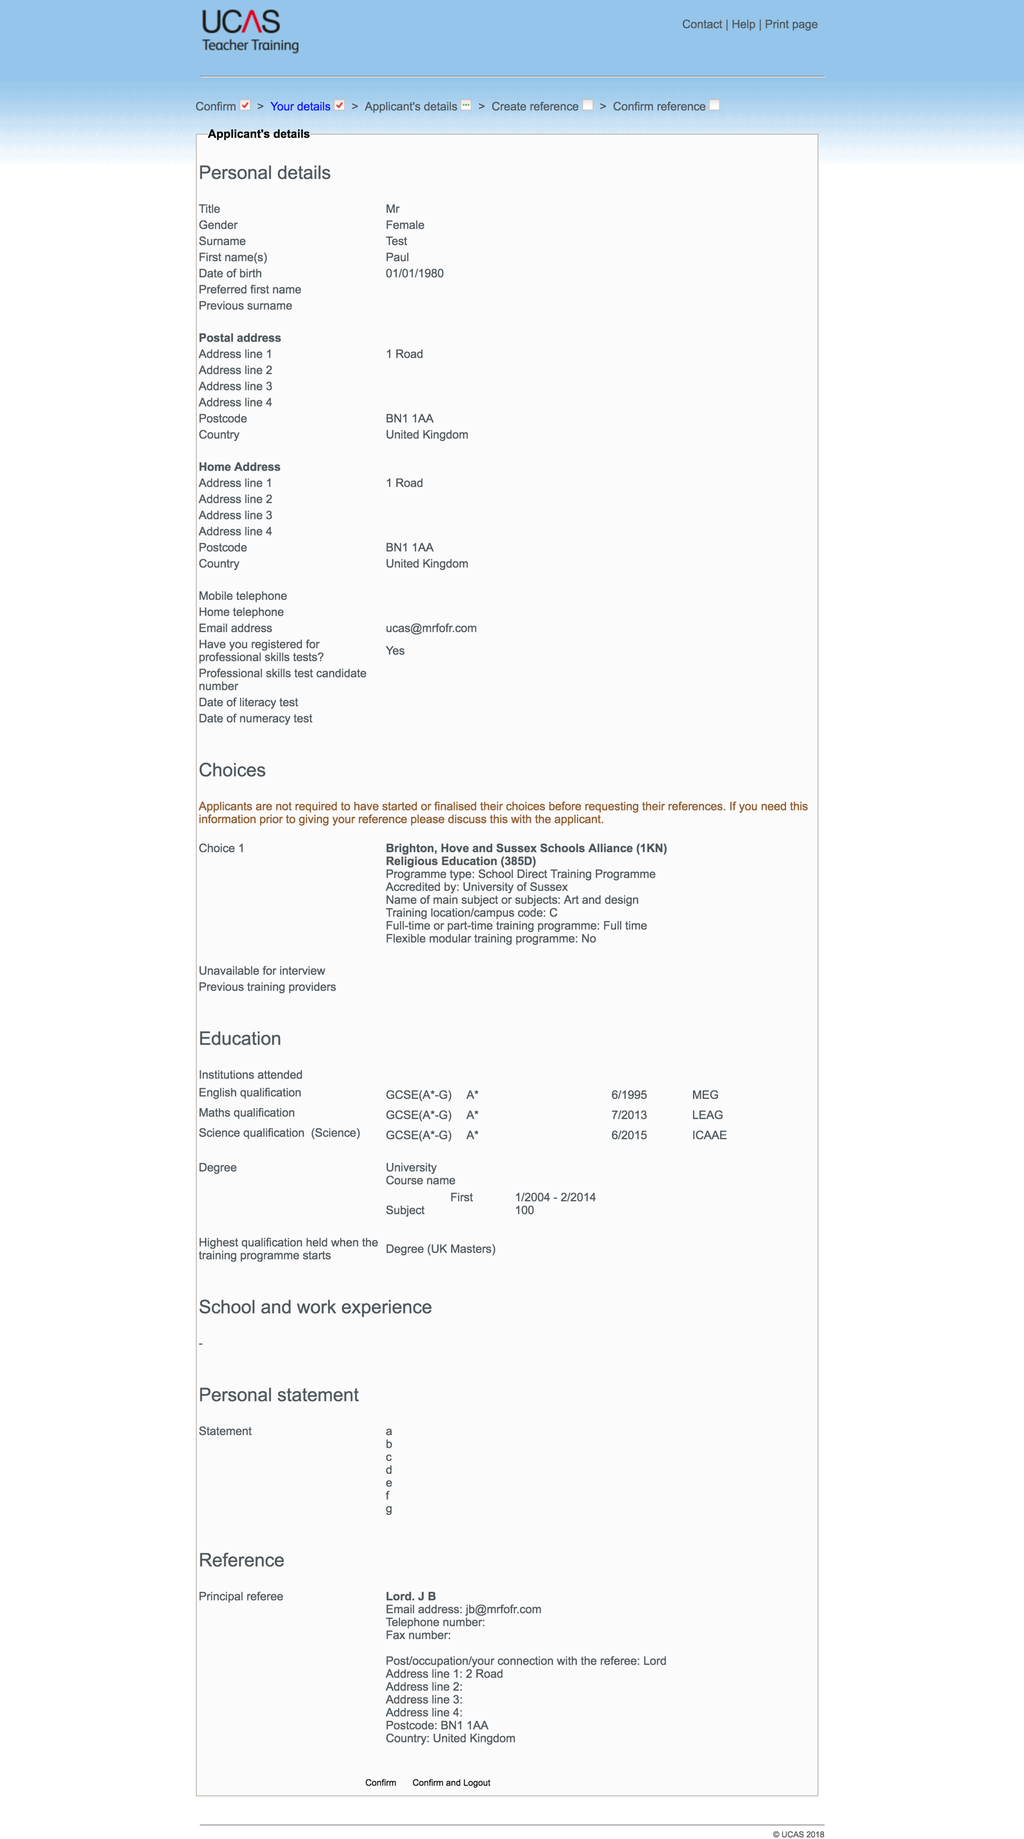 UCAS
Teacher Training
Contact | Help | Print page
Confirm > Your details > Applicant's details > Create reference > Confirm reference
Applicant's details
Personal details
Title Mr
Gender Female
Surname Test
First name(s) Paul
Date of birth 01/01/1980
Preferred first name
Previous surname
Postal address
Address line 1 1 Road
Address line 2
Address line 3
Address line 4
Postcode BN1 1AA
Country United Kingdom
Home Address
Address line 1 1 Road
Address line 2
Address line 3
Address line 4
Postcode BN1 1AA
Country United Kingdom
Mobile telephone
Home telephone
Email address ucas@mrfofr.com
Have you registered for
professional skills tests? Yes
Professional skills test candidate
number
Date of literacy test
Date of numeracy test
Choices
Applicants are not required to have started or finalised their choices before requesting their references. If you need this
information prior to giving your reference please discuss this with the applicant.
Choice 1 Brighton, Hove and Sussex Schools Alliance (1KN)
Religious Education (385D)
Programme type: School Direct Training Programme
Accredited by: University of Sussex
Name of main subject or subjects: Art and design
Training location/campus code: C
Full-time or part-time training programme: Full time
Flexible modular training programme: No
Unavailable for interview
Previous training providers
Education
Institutions attended
English qualification GCSE(A*-G) A* 6/1995 MEG
Maths qualification GCSE(A*-G) A* 7/2013 LEAG
Science qualification (Science) GCSE(A*-G) A* 6/2015 ICAAE
Degree University
Course name
First 1/2004 - 2/2014
Subject 100
Highest qualification held when the
training programme starts Degree (UK Masters)
School and work experience
-
Personal statement
Statement a
b
c
d
e
f
g
Reference
Principal referee Lord. J B
Email address: jb@mrfofr.com
Telephone number:
Fax number:
Post/occupation/your connection with the referee: Lord
Address line 1: 2 Road
Address line 2:
Address line 3:
Address line 4:
Postcode: BN1 1AA
Country: United Kingdom
Confirm Confirm and Logout
© UCAS 2018